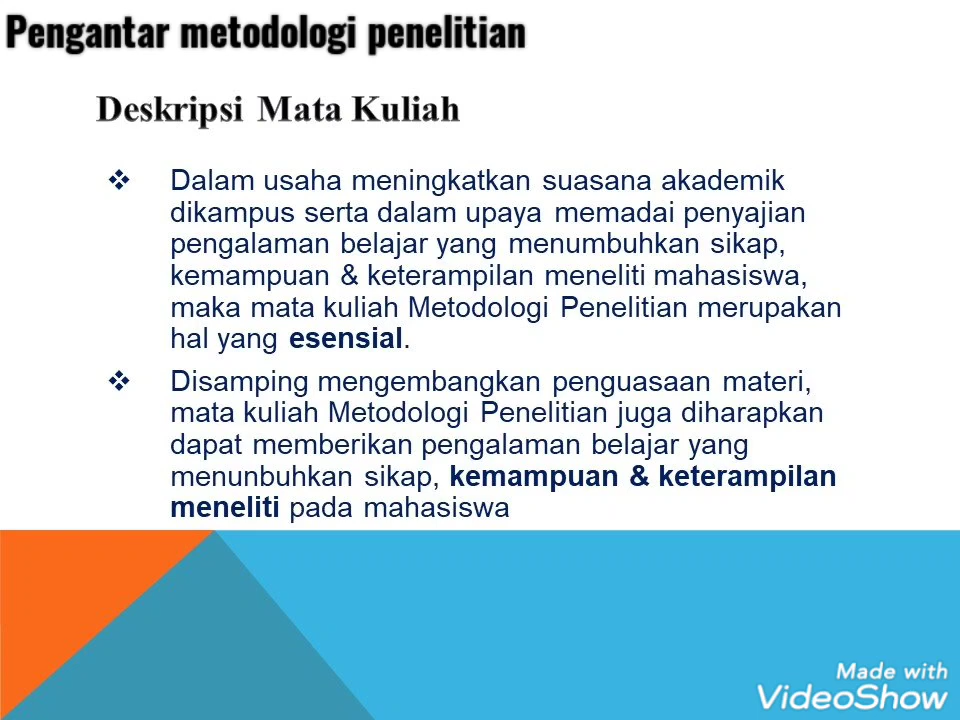 Pengantar metodologi penelitian
Deskripsi Mata Kuliah
❖ Dalam usaha meningkatkan suasana akademik
dikampus serta dalam upaya memadai penyajian
pengalaman belajar yang menumbuhkan sikap,
kemampuan & keterampilan meneliti mahasiswa,
maka mata kuliah Metodologi Penelitian merupakan
hal yang esensial.
❖ Disamping mengembangkan penguasaan materi,
mata kuliah Metodologi Penelitian juga diharapkan
dapat memberikan pengalaman belajar yang
menunbuhkan sikap, kemampuan & keterampilan
meneliti pada mahasiswa
Made with
VideoShow